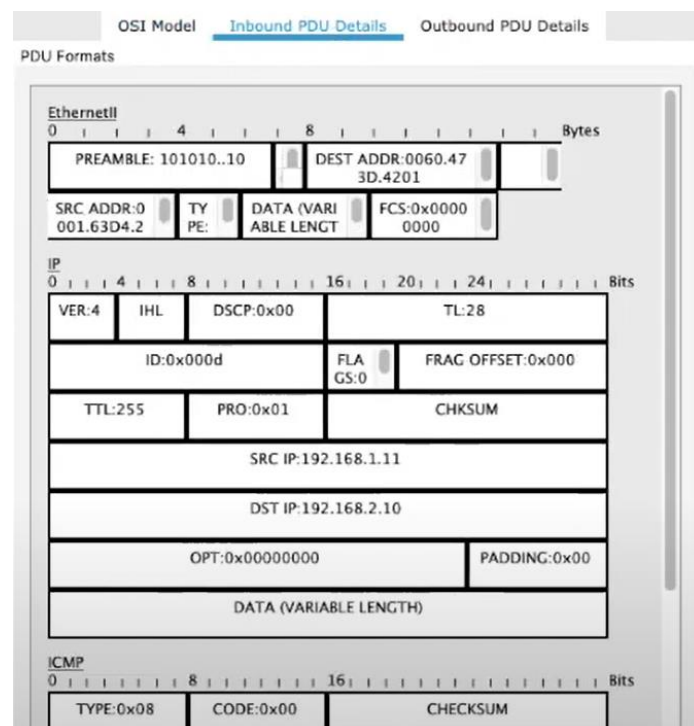 OSI Model Inbound PDU Details Outbound PDU Details
PDU Formats
EthernetII
0 4 8 Bytes
PREAMBLE: 101010..10 DEST ADDR:0060.47
3D.4201
SRC ADDR:0 TY DATA (VARI FCS:0x0000
001.63D4.2 PE: ABLE LENGT 0000
IP
0 4 8 16 20 24 Bits
VER:4 IHL DSCP:0x00 TL:28
ID:0x000d FLA FRAG OFFSET:0x000
GS:0
TTL:255 PRO:0x01 CHKSUM
SRC IP:192.168.1.11
DST IP:192.168.2.10
OPT:0x00000000 PADDING:0x00
DATA (VARIABLE LENGTH)
ICMP
0 8 16 Bits
TYPE:0x08 CODE:0x00 CHECKSUM